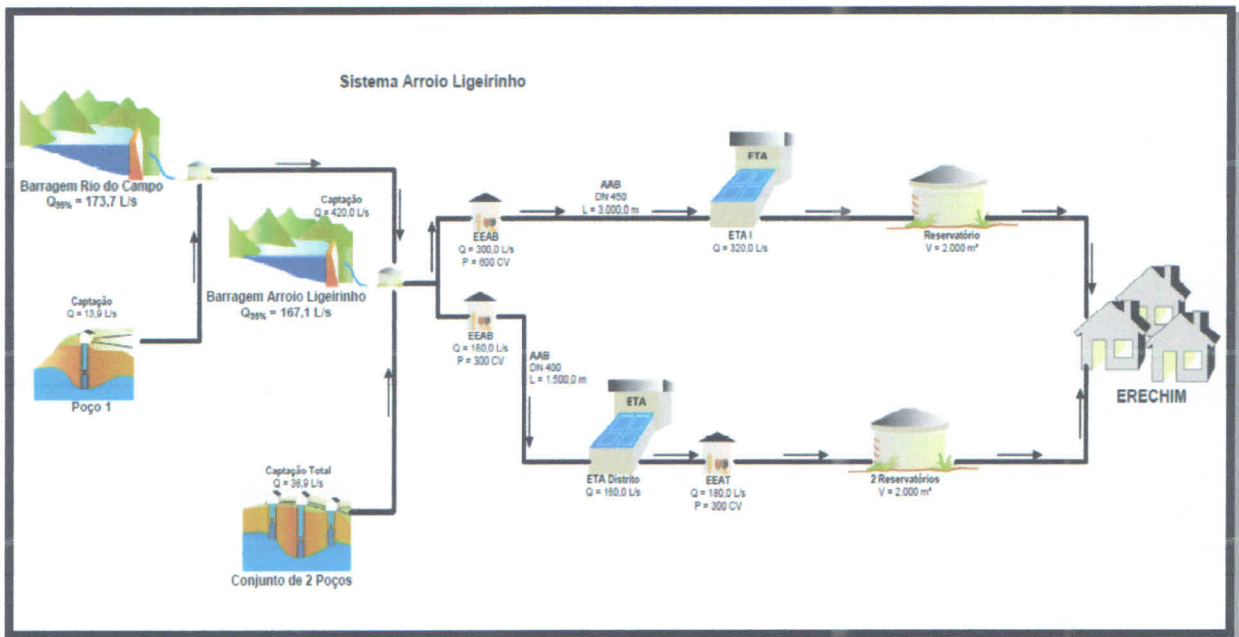 Sistema Arroio Ligeirinho
Barragem Rio do Campo
Q95% = 173,7 L/s
Captação
Q = 420,0 L/s
Barragem Arroio Ligeirinho
Q95% = 167,1 L/s
Captação
Q = 13,9 L/s
Poço 1
Captação Total
Q = 38,9 L/s
Conjunto de 2 Poços
EEAB
Q = 300,0 L/s
P = 600 CV
AAB
DN 450
L = 3.000,0 m
ETA
ETA I
Q = 320,0 L/s
Reservatório
V = 2.000 m³
EEAB
Q = 180,0 L/s
P = 300 CV
AAB
DN 400
L = 1.500,0 m
ETA
ETA Distrito
Q = 160,0 L/s
EEAT
Q = 180,0 L/s
P = 300 CV
2 Reservatórios
V = 2.000 m³
ERECHIM